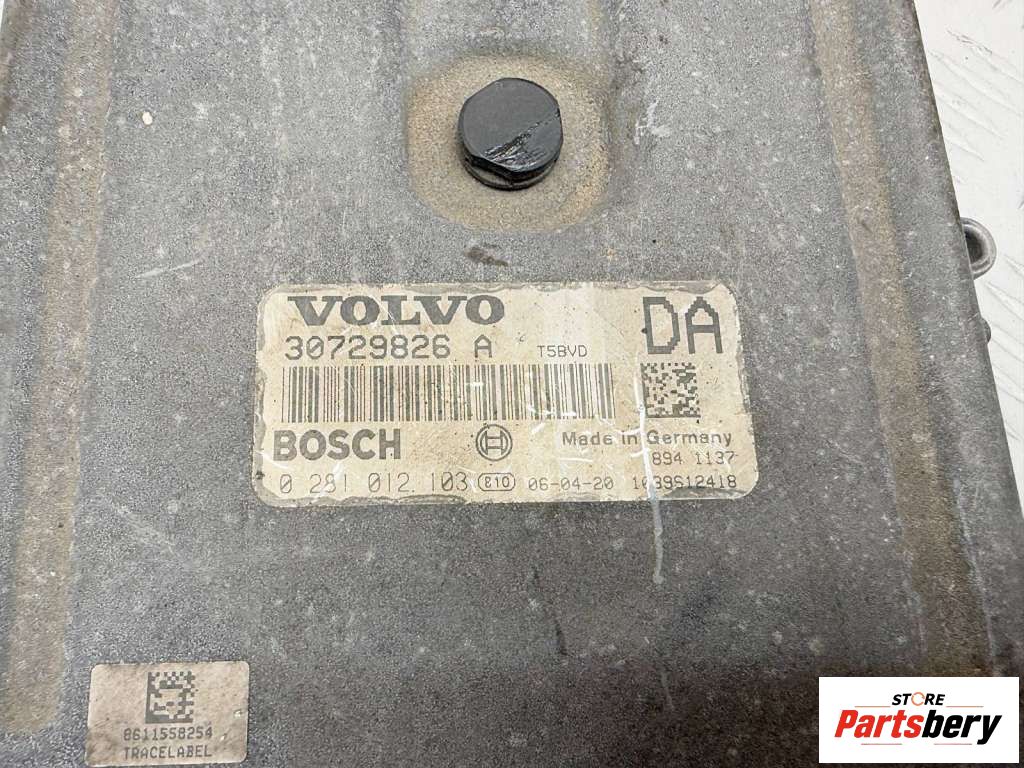 VOLVO
DA
30729826 A T5BVD
BOSCH
Made in Germany
894 1137
0 281 012 103 e10 06-04-20 1039S12418
8611558254
TRACELABEL
STORE
Partsbery